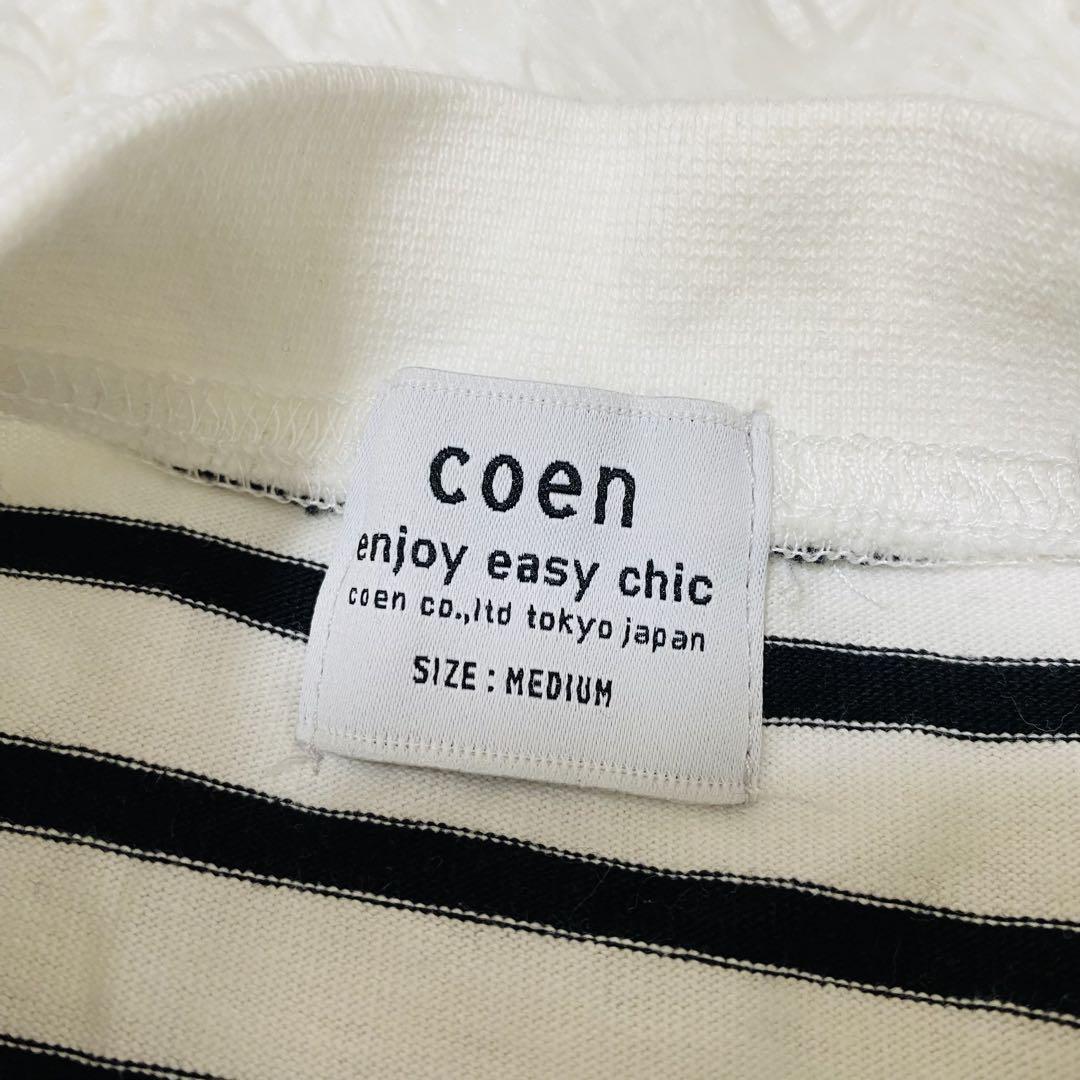 coen
enjoy easy chic
coen co.,ltd tokyo japan
SIZE : MEDIUM